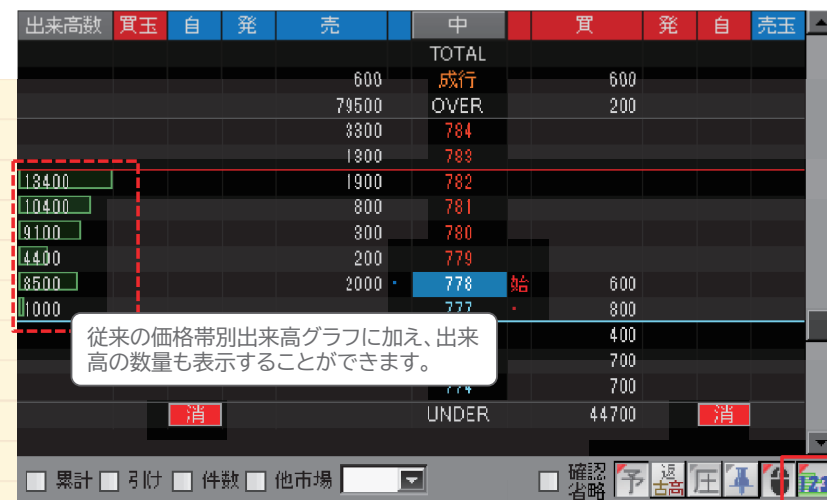 出来高数 買玉 自 発 売 中 買 発 自 売玉
TOTAL
600 成行 600
79500 OVER 200
3300 784
1300 783
13400 1900 782
10400 800 781
9100 300 780
4400 200 779
8500 2000 778 始 600
1000 777 800
400
700
774 700
従来の価格帯別出来高グラフに加え、出来
高の数量も表示することができます。
消 UNDER 44700 消
累計 引け 件数 他市場 確認省略 予 返 古高 圧